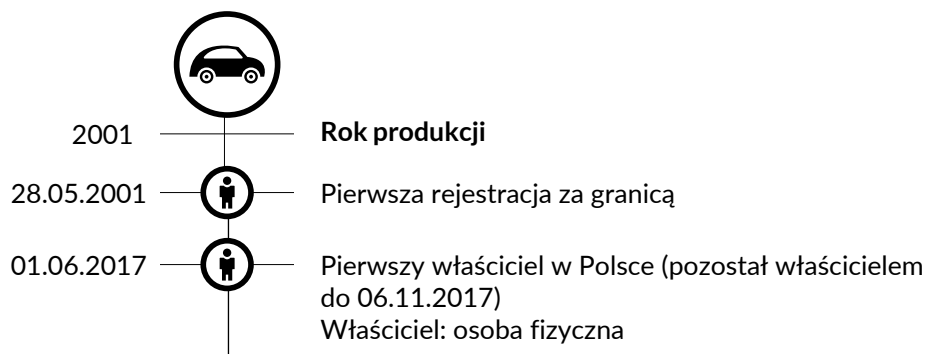 2001 Rok produkcji
28.05.2001 Pierwsza rejestracja za granicą
01.06.2017 Pierwszy właściciel w Polsce (pozostał właścicielem
do 06.11.2017)
Właściciel: osoba fizyczna